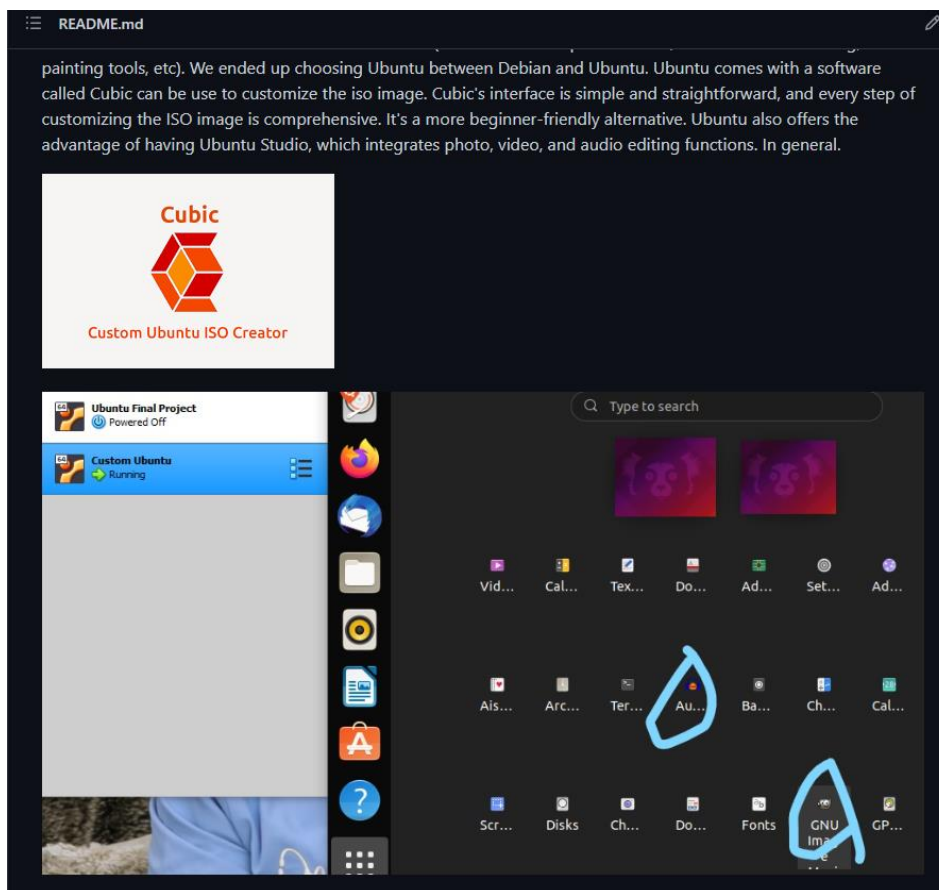 README.md
painting tools, etc). We ended up choosing Ubuntu between Debian and Ubuntu. Ubuntu comes with a software
called Cubic can be use to customize the iso image. Cubic's interface is simple and straightforward, and every step of
customizing the ISO image is comprehensive. It's a more beginner-friendly alternative. Ubuntu also offers the
advantage of having Ubuntu Studio, which integrates photo, video, and audio editing functions. In general.
Cubic
Custom Ubuntu ISO Creator
Ubuntu Final Project
Powered Off
Custom Ubuntu
Running
Type to search
Vid... Cal... Tex... Do... Ad... Set... Ad...
Ais... Arc... Ter... Au... Ba... Ch... Cal...
Scr... Disks Ch... Do... Fonts GNU GP...